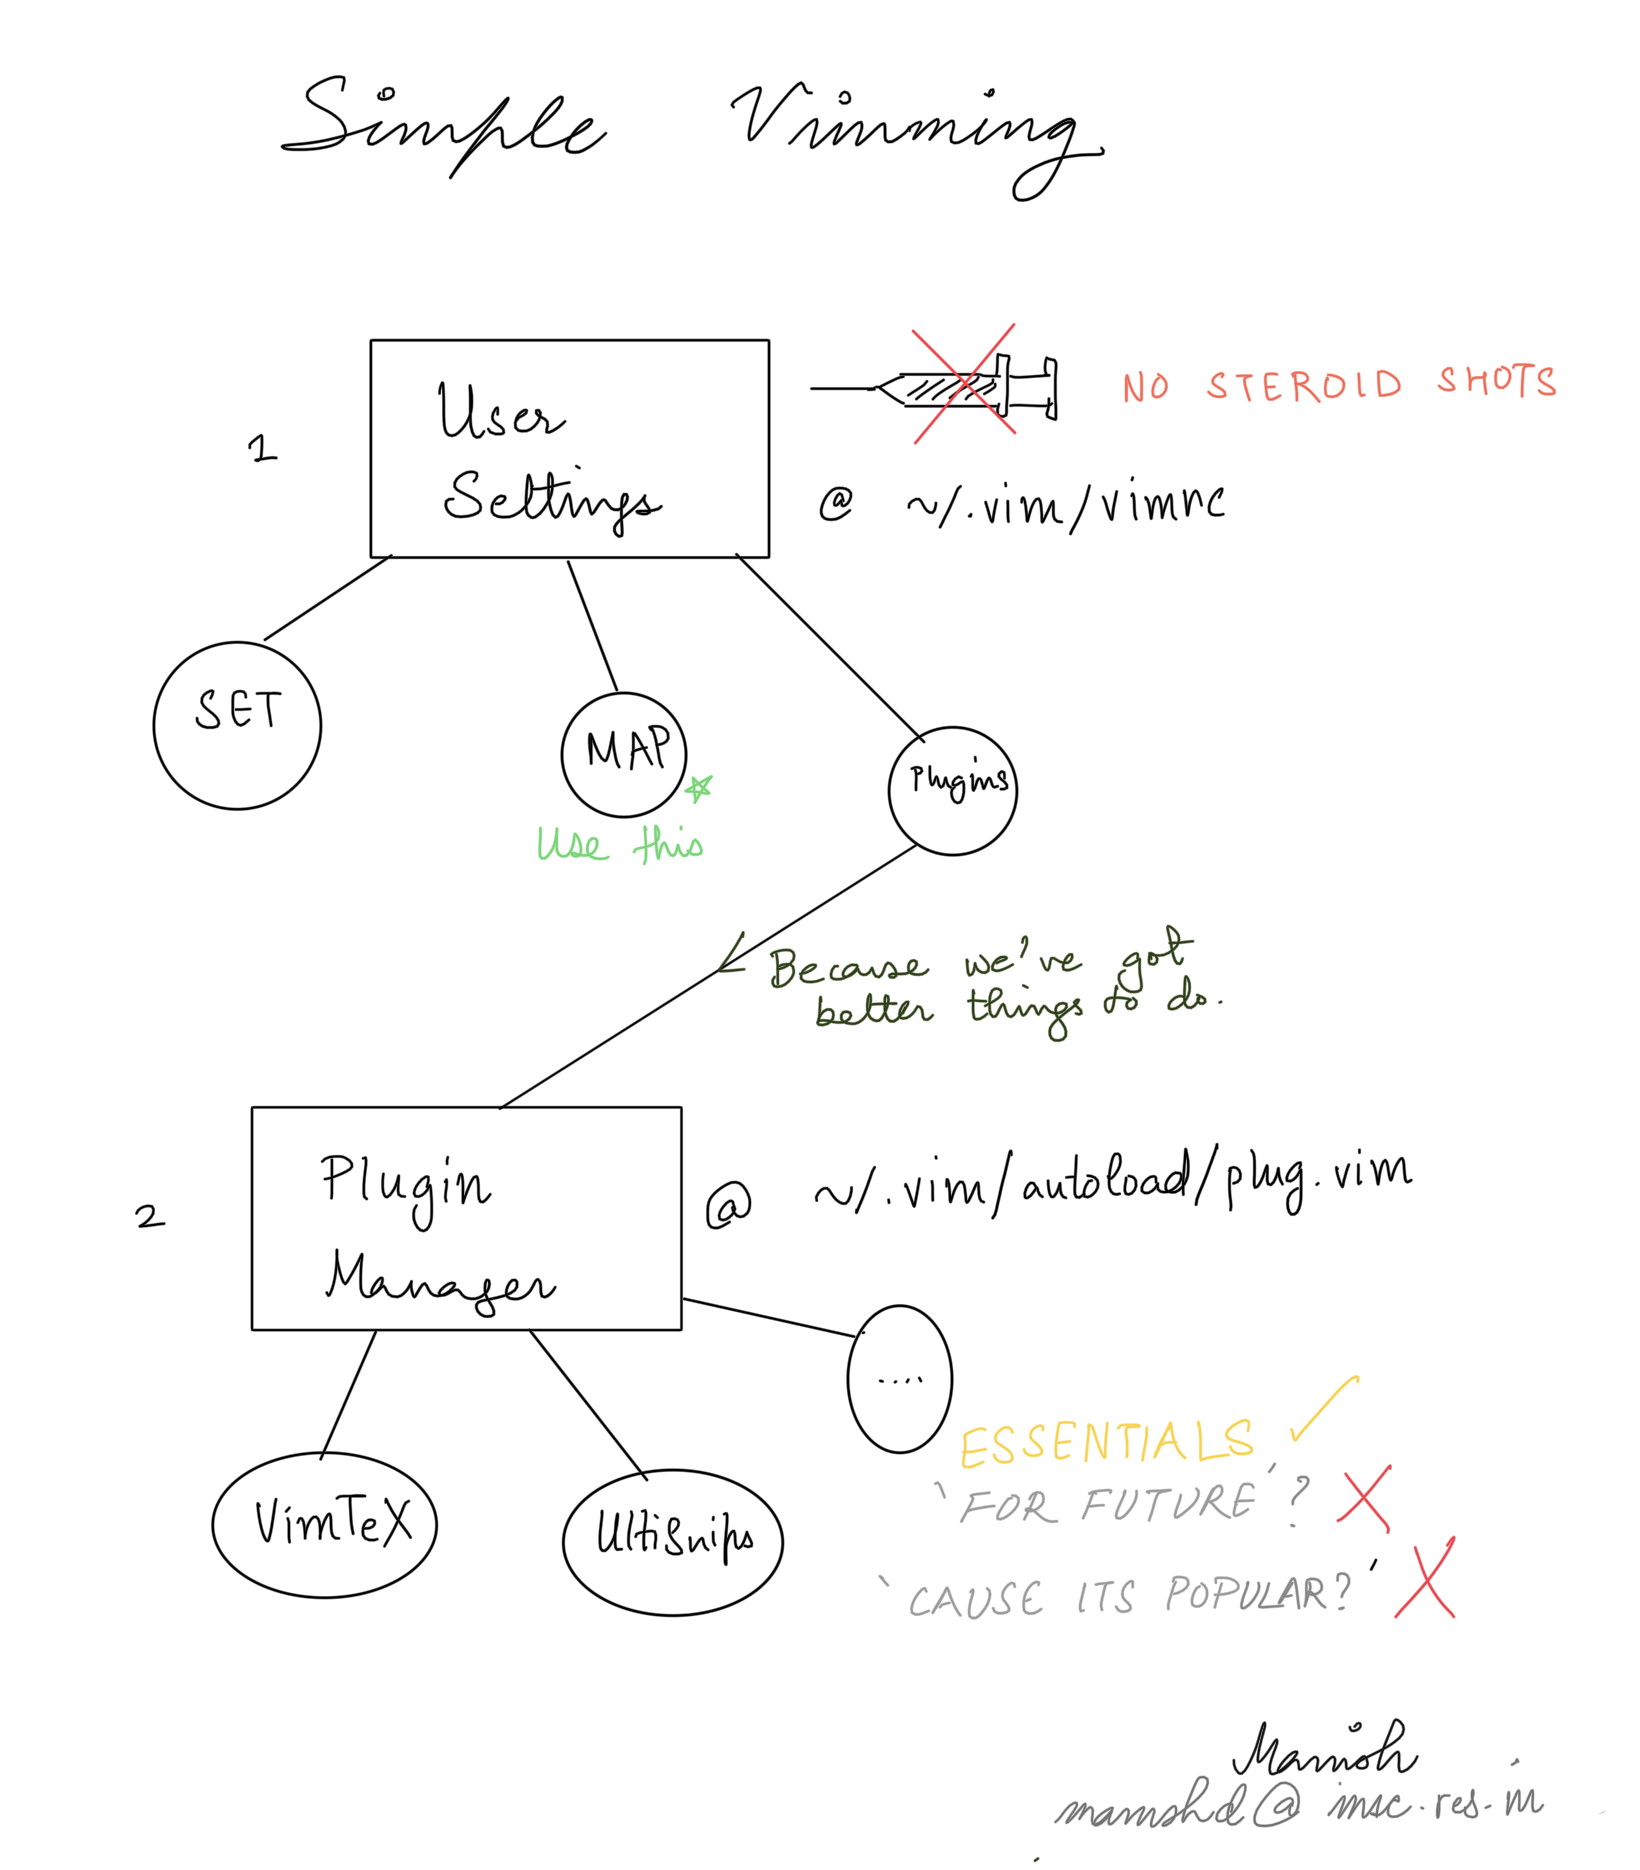 Simple Vimming
1
User
Settings
NO STEROID SHOTS
@ ~/.vim/vimrc
SET
MAP
Plugins
Use this
Because we've got
better things to do.
2
Plugin
Manager
@ ~/.vim/autoload/plug.vim
....
VimTeX
UltiSnips
ESSENTIALS ✓
`FOR FUTURE'? X
`CAUSE ITS POPULAR?' X
@imsc.res.in